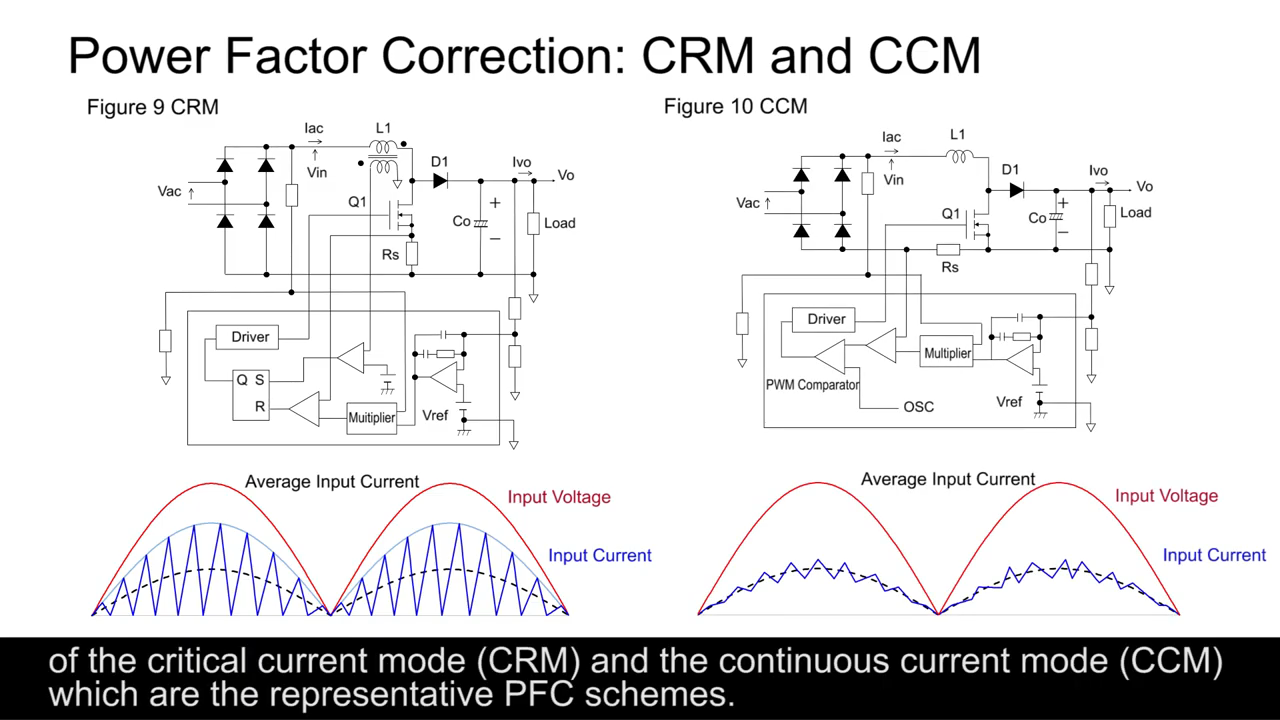 Power Factor Correction: CRM and CCM
Figure 9 CRM
Iac
L1
Vin
D1
Ivo
Vo
Vac
Q1
+
Co
−
Load
Rs
Driver
Q S
R
Muitiplier
Vref
Average Input Current
Input Voltage
Input Current
Figure 10 CCM
Iac
L1
Vin
D1
Ivo
Vo
Vac
Q1
+
Co
−
Load
Rs
Driver
Multiplier
PWM Comparator
OSC
Vref
Average Input Current
Input Voltage
Input Current
of the critical current mode (CRM) and the continuous current mode (CCM)
which are the representative PFC schemes.